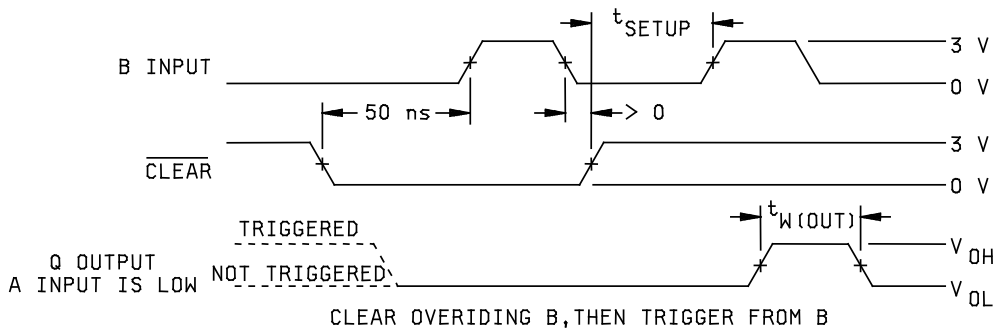 t SETUP
B INPUT
3 V
0 V
50 ns
> 0
CLEAR
3 V
0 V
t W(OUT)
TRIGGERED
NOT TRIGGERED
Q OUTPUT
A INPUT IS LOW
V OH
V OL
CLEAR OVERIDING B,THEN TRIGGER FROM B